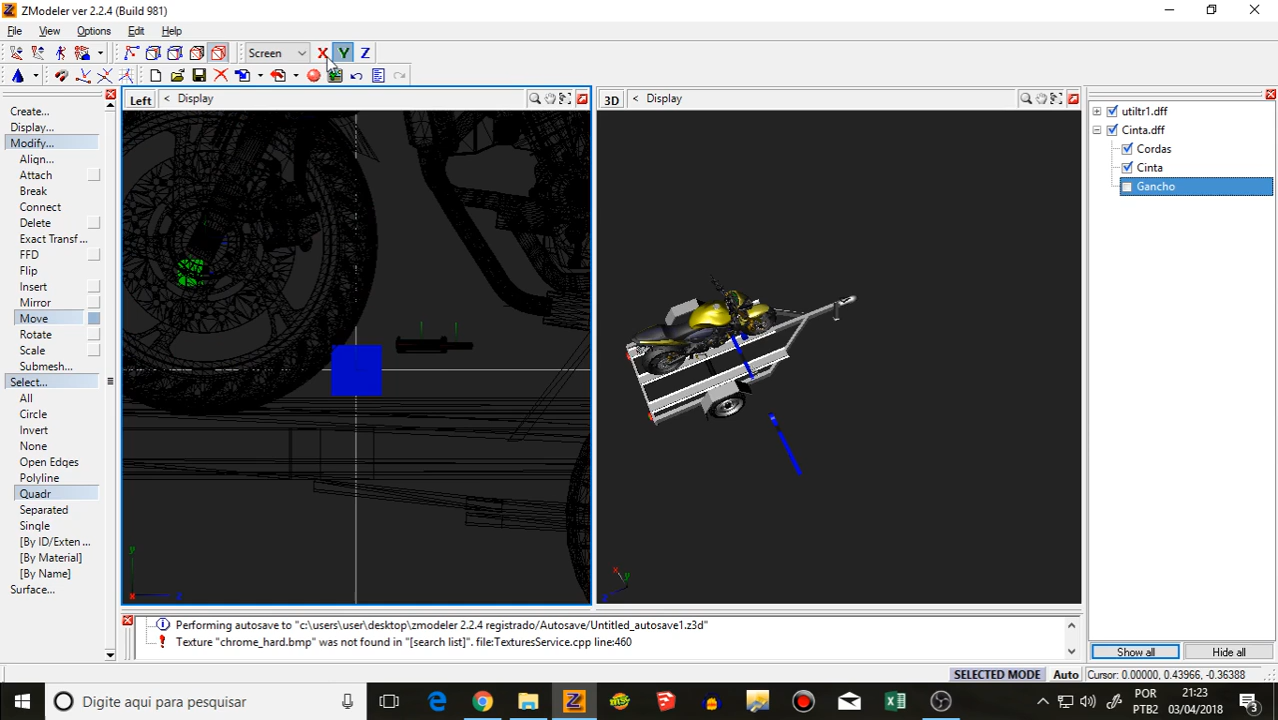 ZModeler ver 2.2.4 (Build 981)
File View Options Edit Help
Screen X Y Z
Create...
Display...
Modify...
Align...
Attach
Break
Connect
Delete
Exact Transf ...
FFD
Flip
Insert
Mirror
Move
Rotate
Scale
Submesh...
Select...
All
Circle
Invert
None
Open Edges
Polyline
Quadr
Separated
Single
[By ID/Exten ...
[By Material]
[By Name]
Surface...
Left < Display
y
x
3D < Display
x
y
utiltr1.dff
Cinta.dff
Cordas
Cinta
Gancho
Show all Hide all
Performing autosave to "c:\users\user\desktop\zmodeler 2.2.4 registrado/Autosave/Untitled_autosave1.z3d"
Texture "chrome_hard.bmp" was not found in "[search list]". file:TexturesService.cpp line:460
SELECTED MODE Auto Cursor: 0.00000, 0.43966, -0.36388
Digite aqui para pesquisar
POR
PTB2
21:23
03/04/2018
3